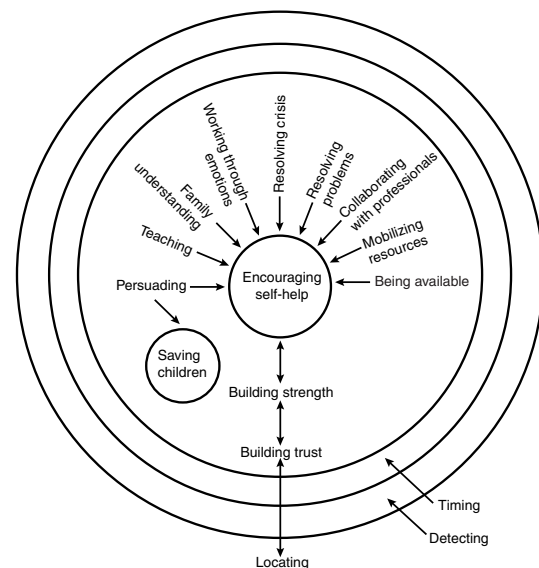 Working through
emotions
Resolving crisis
Resolving
problems
Collaborating
with professionals
Family
understanding
Mobilizing
resources
Teaching
Encouraging
self-help
Being available
Persuading
Saving
children
Building strength
Building trust
Timing
Detecting
Locating